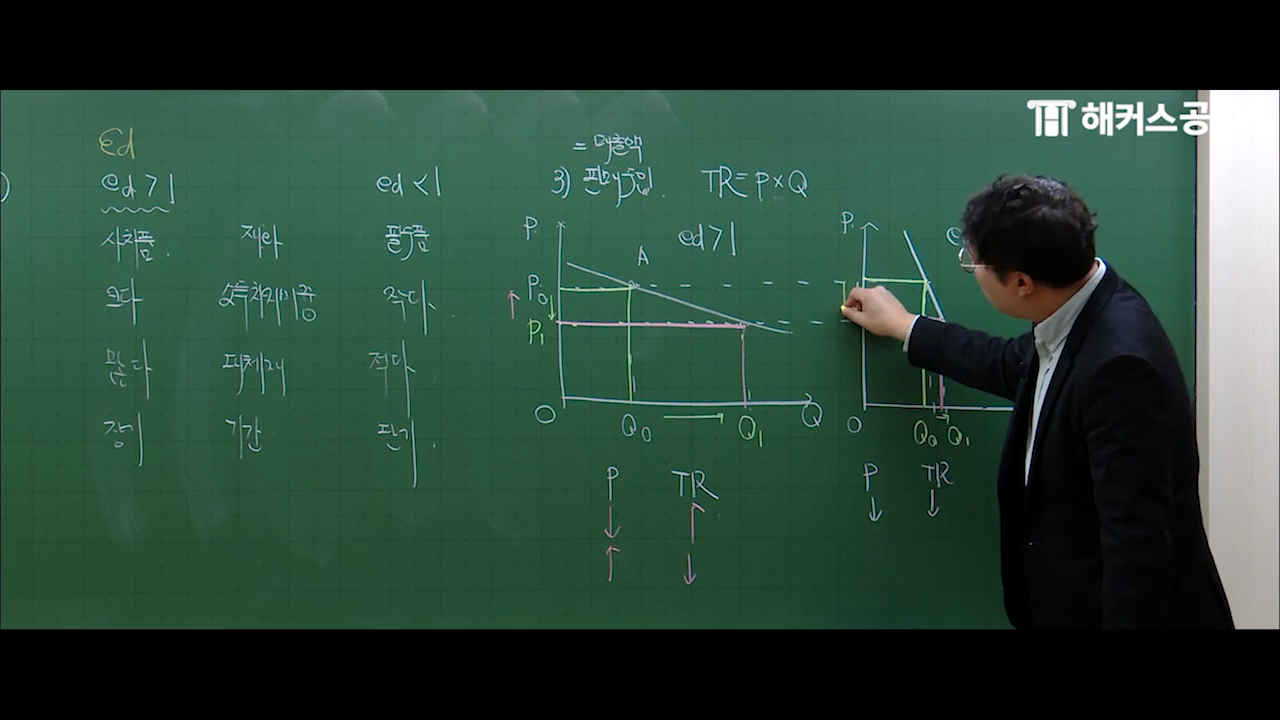 해커스공
Ed
)
ed > 1
ed < 1
사치품
재화
필수품
크다
소득 차지 비중
작다
많다
대체재
적다
장기
기간
단기
= 매출액
3) 판매수입 TR = P × Q
P
ed > 1
A
P0
P1
O
Q0
Q1
Q
P
TR
P
O
Q0
Q1
P
TR